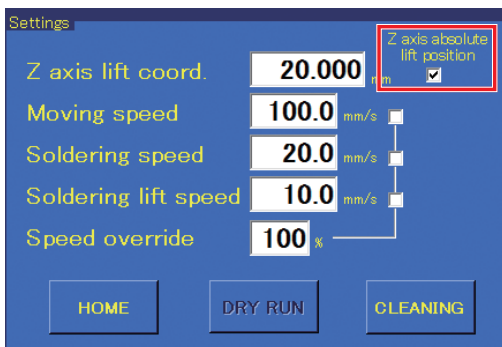 Settings
Z axis absolute
lift position
Z axis lift coord. 20.000 mm
Moving speed 100.0 mm/s
Soldering speed 20.0 mm/s
Soldering lift speed 10.0 mm/s
Speed override 100 %
HOME DRY RUN CLEANING